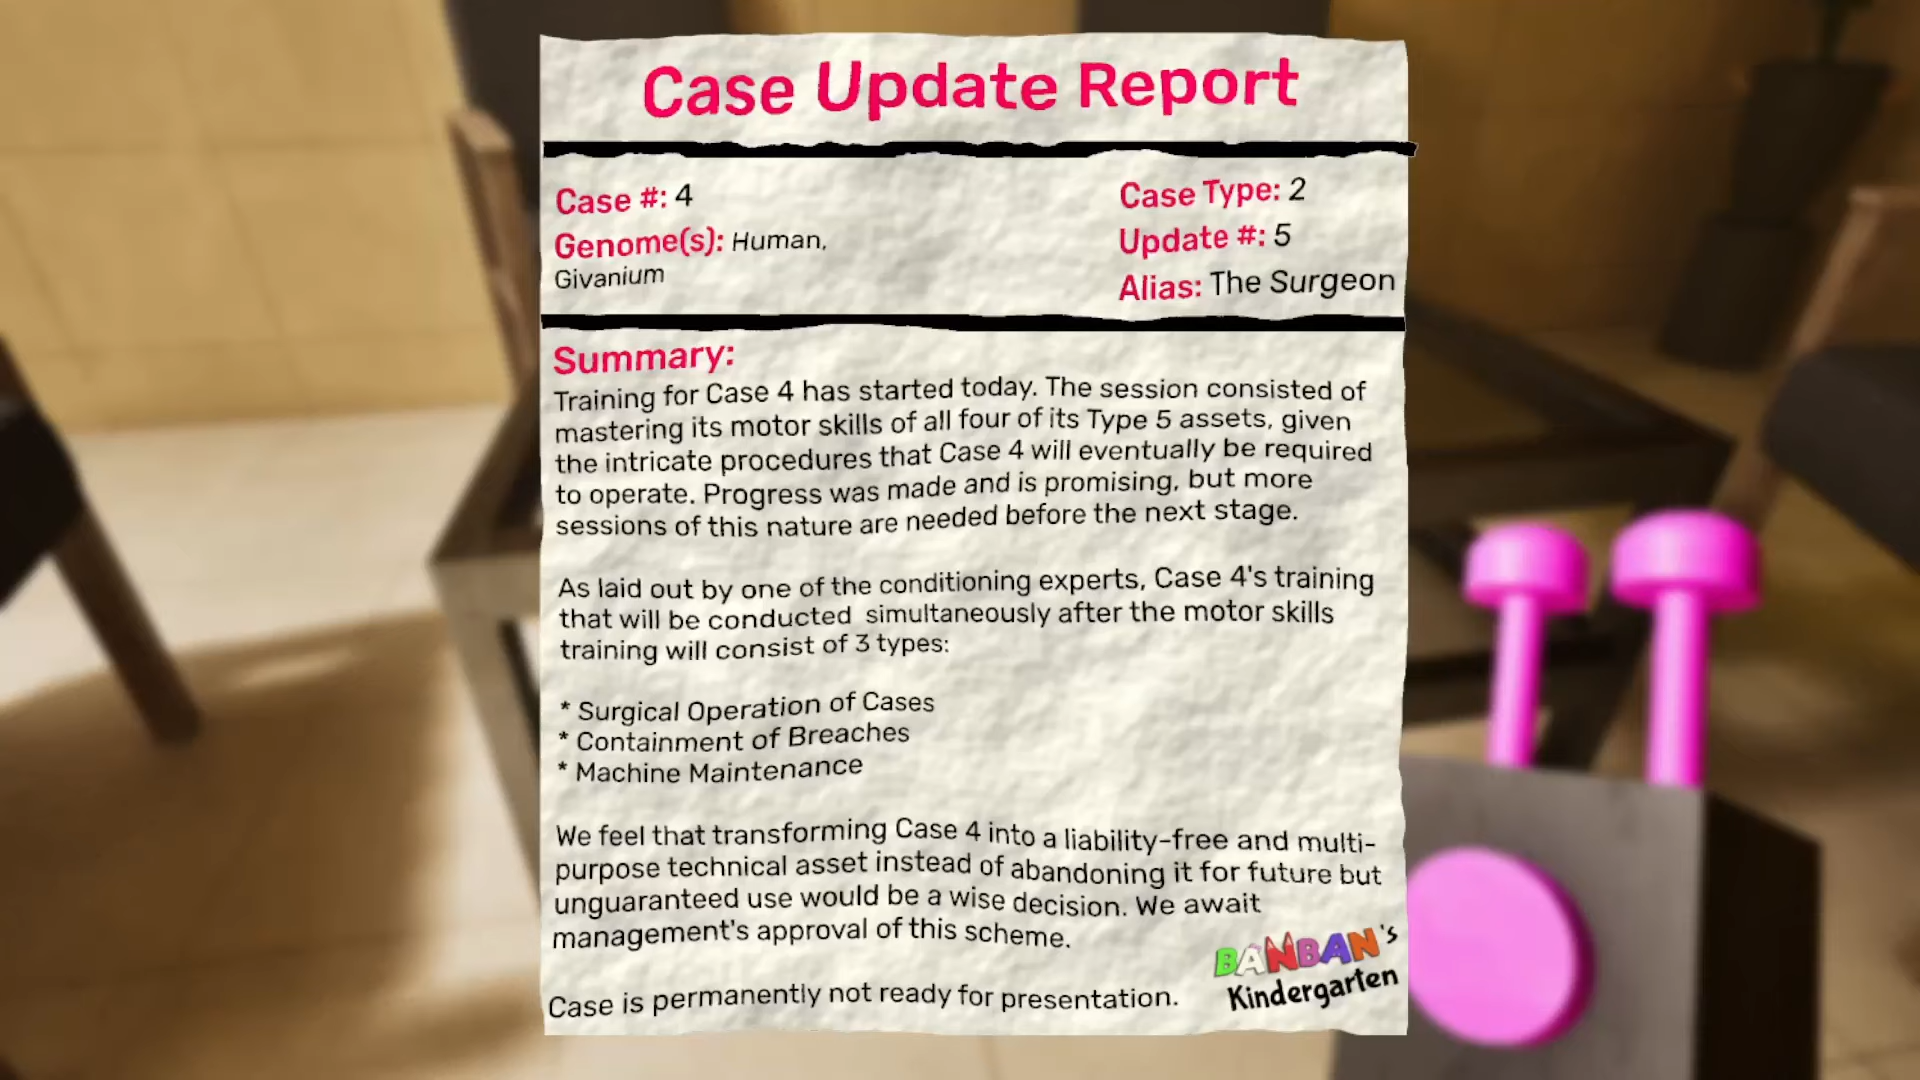 Case Update Report
Case #: 4
Genome(s): Human,
Givanium
Case Type: 2
Update #: 5
Alias: The Surgeon
Summary:
Training for Case 4 has started today. The session consisted of
mastering its motor skills of all four of its Type 5 assets, given
the intricate procedures that Case 4 will eventually be required
to operate. Progress was made and is promising, but more
sessions of this nature are needed before the next stage.
As laid out by one of the conditioning experts, Case 4's training
that will be conducted simultaneously after the motor skills
training will consist of 3 types:
* Surgical Operation of Cases
* Containment of Breaches
* Machine Maintenance
We feel that transforming Case 4 into a liability-free and multi-
purpose technical asset instead of abandoning it for future but
unguaranteed use would be a wise decision. We await
management's approval of this scheme.
Case is permanently not ready for presentation.
BANBAN's
Kindergarten